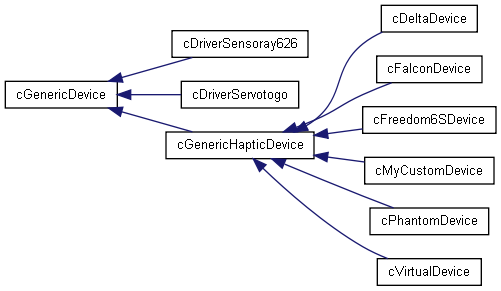 cDeltaDevice
cDriverSensoray626
cFalconDevice
cGenericDevice
cDriverServotogo
cFreedom6SDevice
cGenericHapticDevice
cMyCustomDevice
cPhantomDevice
cVirtualDevice